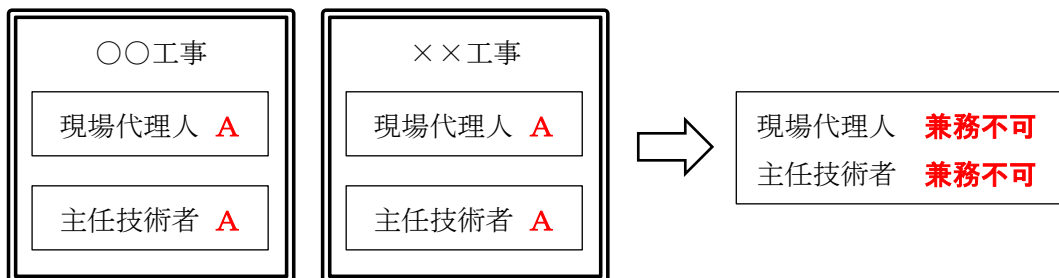 ○○工事
現場代理人 A
主任技術者 A
××工事
現場代理人 A
主任技術者 A
現場代理人 兼務不可
主任技術者 兼務不可